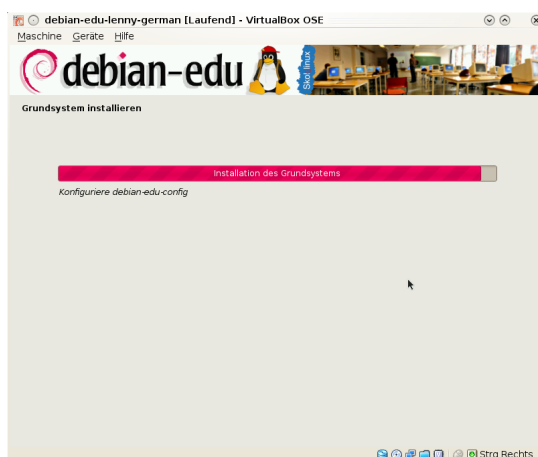 debian-edu-lenny-german [Laufend] - VirtualBox OSE
Maschine Geräte Hilfe
debian-edu
Skol linux
Grundsystem installieren
Installation des Grundsystems
Konfiguriere debian-edu-config
Strg Rechts